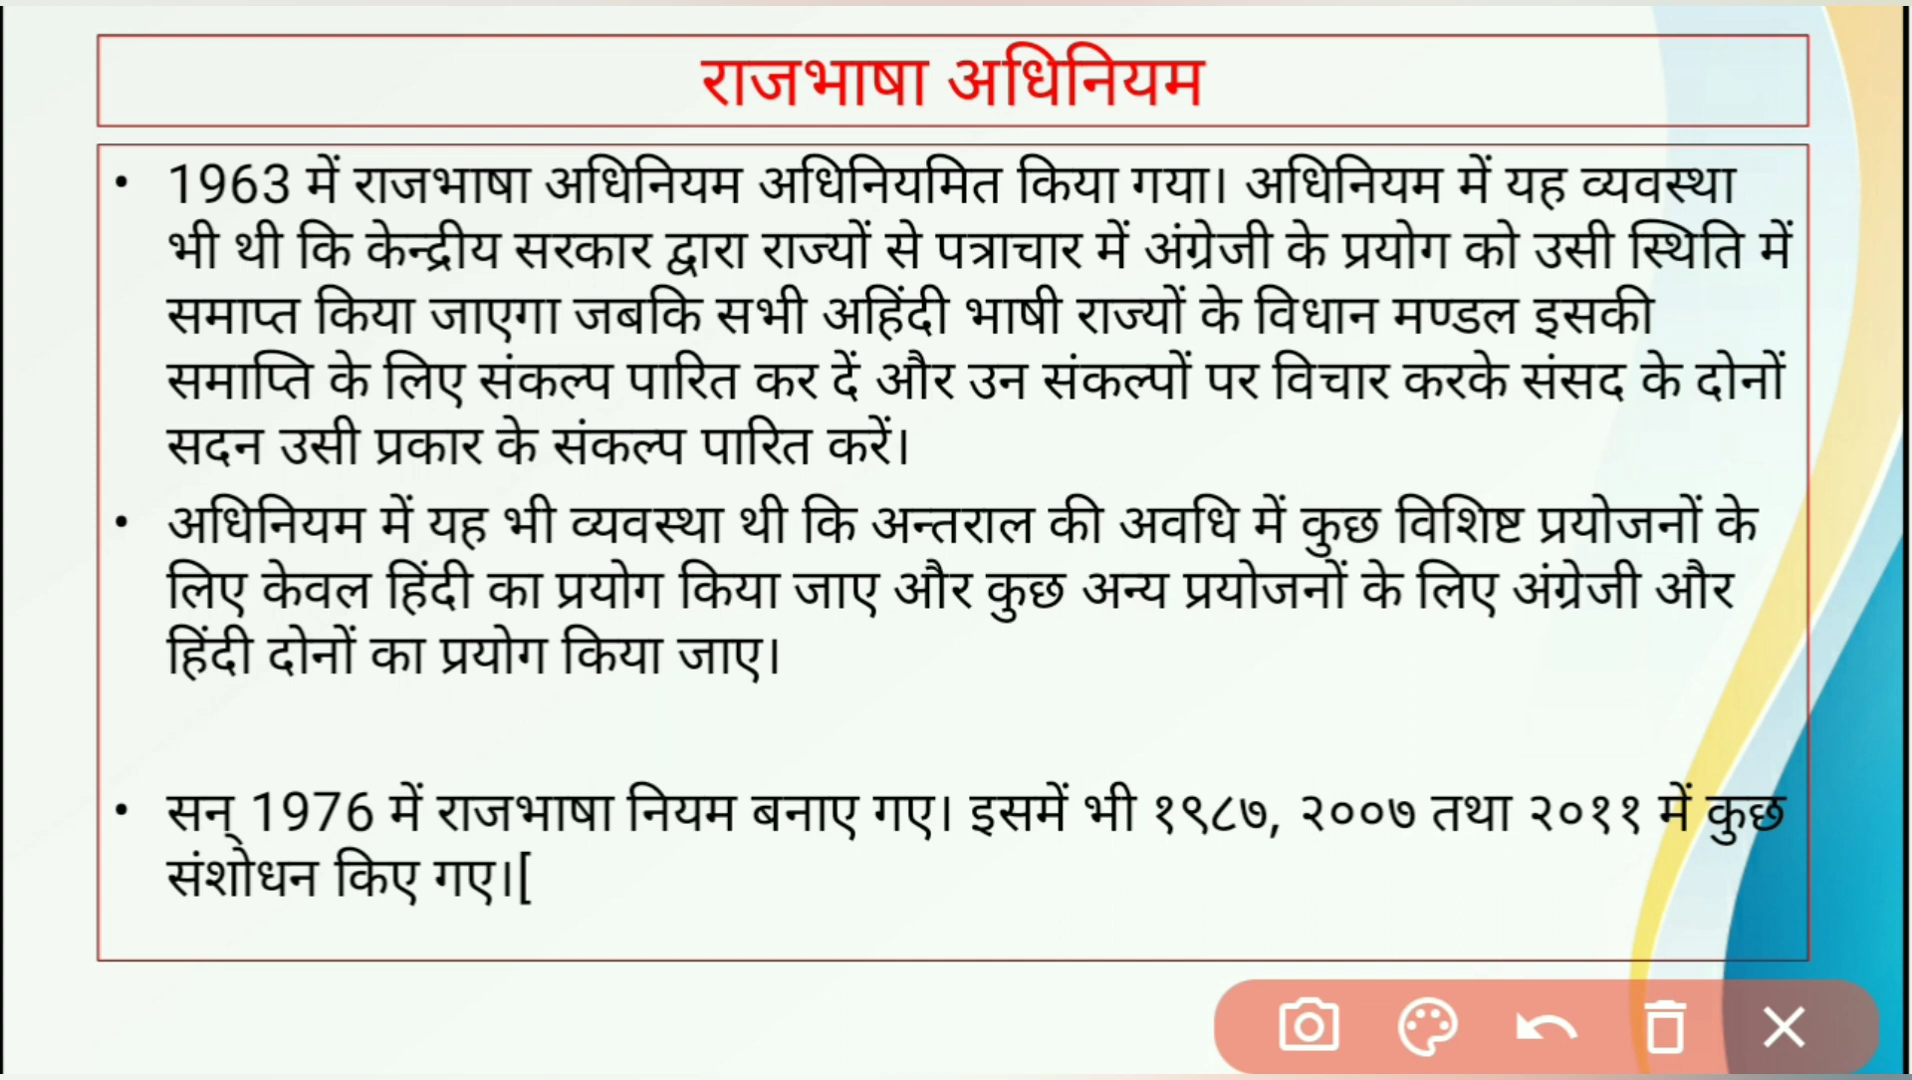 राजभाषा अधिनियम
• 1963 में राजभाषा अधिनियम अधिनियमित किया गया। अधिनियम में यह व्यवस्था
भी थी कि केन्द्रीय सरकार द्वारा राज्यों से पत्राचार में अंग्रेजी के प्रयोग को उसी स्थिति में
समाप्त किया जाएगा जबकि सभी अहिंदी भाषी राज्यों के विधान मण्डल इसकी
समाप्ति के लिए संकल्प पारित कर दें और उन संकल्पों पर विचार करके संसद के दोनों
सदन उसी प्रकार के संकल्प पारित करें।
• अधिनियम में यह भी व्यवस्था थी कि अन्तराल की अवधि में कुछ विशिष्ट प्रयोजनों के
लिए केवल हिंदी का प्रयोग किया जाए और कुछ अन्य प्रयोजनों के लिए अंग्रेजी और
हिंदी दोनों का प्रयोग किया जाए।
• सन् 1976 में राजभाषा नियम बनाए गए। इसमें भी १९८७, २००७ तथा २०११ में कुछ
संशोधन किए गए।[